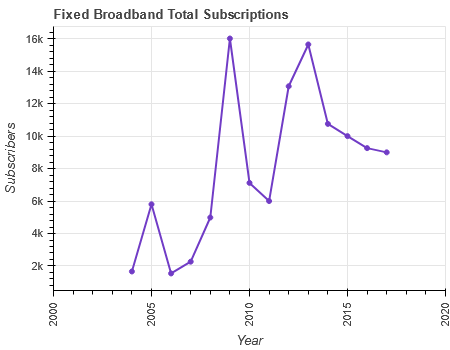 Fixed Broadband Total Subscriptions
16k
14k
12k
10k
8k
6k
4k
2k
Subscribers
2000
2005
2010
2015
2020
Year